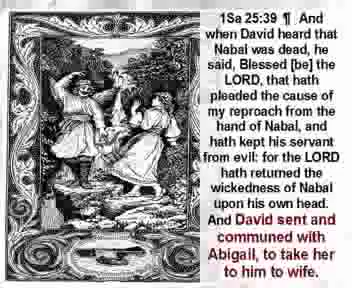 1Sa 25:39 ¶ And
when David heard that
Nabal was dead, he
said, Blessed [be] the
LORD, that hath
pleaded the cause of
my reproach from the
hand of Nabal, and
hath kept his servant
from evil: for the LORD
hath returned the
wickedness of Nabal
upon his own head.
And David sent and
communed with
Abigail, to take her
to him to wife.